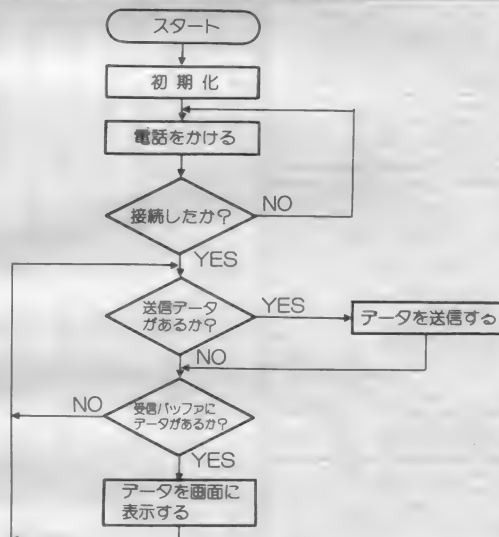 スタート
初期化
電話をかける
接続したか?
NO
YES
送信データ
があるか?
YES
データを送信する
NO
受信バッファに
データがあるか?
NO
YES
データを画面に
表示する